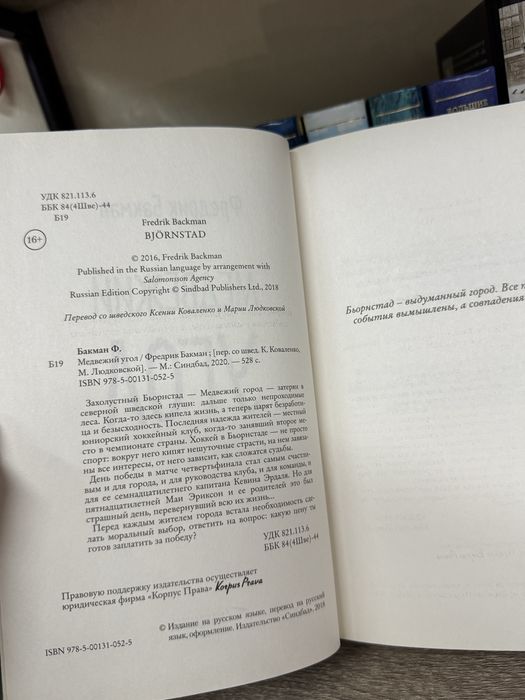 БОЛЬШИЕ
УДК 821.113.6
ББК 84(4Шве)-44
Б19
16+
Fredrik Backman
BJÖRNSTAD
© 2016, Fredrik Backman
Published in the Russian language by arrangement with
Salomonsson Agency
Russian Edition Copyright © Sindbad Publishers Ltd., 2018
Перевод со шведского Ксении Коваленко и Марии Людковской
Бакман Ф.
Б19 Медвежий угол / Фредрик Бакман ; [пер. со швед. К. Коваленко,
М. Людковской]. — М.: Синдбад, 2020. — 528 с.
ISBN 978-5-00131-052-5
Захолустный Бьорнстад — Медвежий город — затерян в
северной шведской глуши: дальше только непроходимые
леса. Когда-то здесь кипела жизнь, а теперь царят безработи-
ца и безысходность. Последняя надежда жителей — местный
юниорский хоккейный клуб, когда-то занявший второе ме-
сто в чемпионате страны. Хоккей в Бьорнстаде — не просто
спорт: вокруг него кипят нешуточные страсти, на нем завяза-
ны все интересы, от него зависит, как сложатся судьбы.
День победы в матче четвертьфинала стал самым счастли-
вым и для города, и для руководства клуба, и для команды, и
для ее семнадцатилетнего капитана Кевина Эрдаля. Но для
пятнадцатилетней Маи Эриксон и ее родителей это был
страшный день, перевернувший всю их жизнь...
Перед каждым жителем города встала необходимость сде-
лать моральный выбор, ответить на вопрос: какую цену ты
готов заплатить за победу?
УДК 821.113.6
ББК 84(4Шве)-44
Правовую поддержку издательства осуществляет
юридическая фирма «Корпус Права» Korpus Prava
© Издание на русском языке, перевод на русский
язык, оформление. Издательство «Синдбад», 2018
ISBN 978-5-00131-052-5
Бьорнстад – выдуманный город. Все
события вымышлены, а совпадения